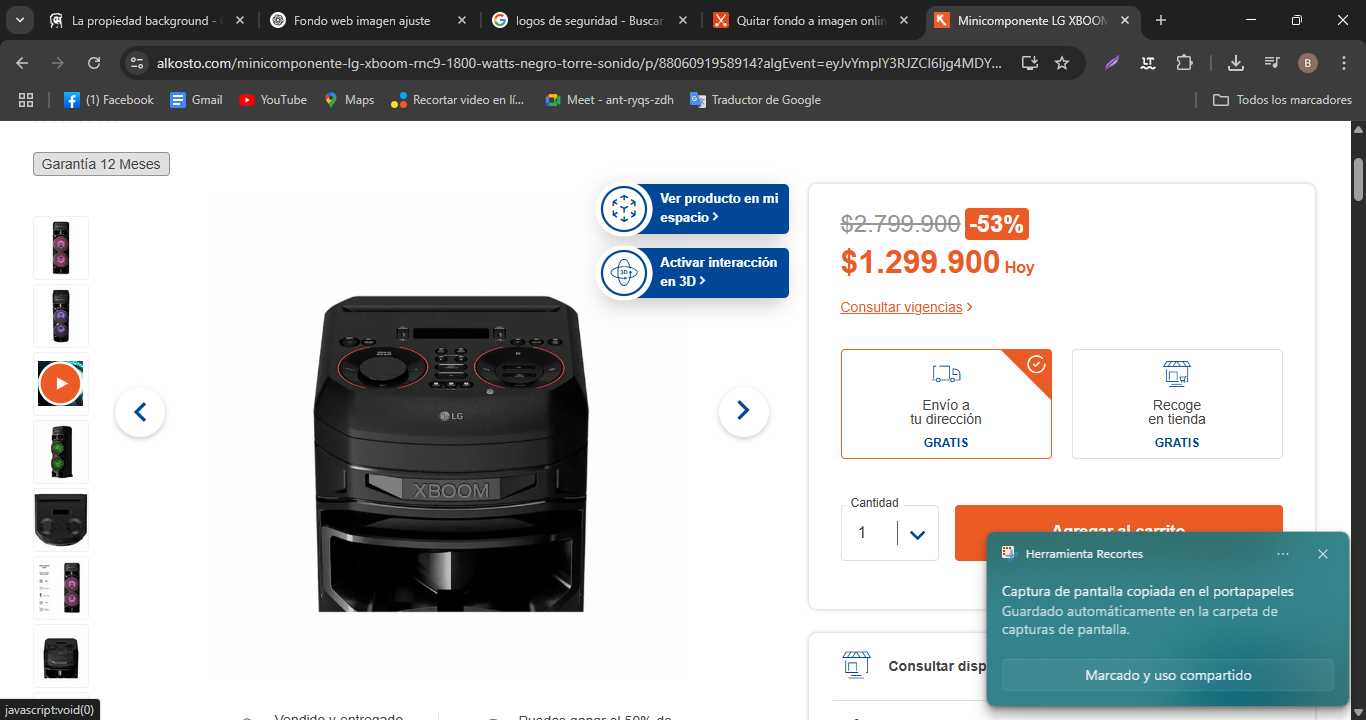 La propiedad background -
Fondo web imagen ajuste
logos de seguridad - Buscar
Quitar fondo a imagen onlin
Minicomponente LG XBOOM
alkosto.com/minicomponente-lg-xboom-rnc9-1800-watts-negro-torre-sonido/p/8806091958914?algEvent=eyJvYmplY3RJZCI6Ijg4MDY...
B
(1) Facebook
Gmail
YouTube
Maps
Recortar video en lí...
Meet - ant-ryqs-zdh
Traductor de Google
Todos los marcadores
Garantía 12 Meses
Ver producto en mi
espacio >
3D
Activar interacción
en 3D >
LG
XBOOM
$2.799.900 -53%
$1.299.900 Hoy
Consultar vigencias >
Envío a
tu dirección
GRATIS
Recoge
en tienda
GRATIS
Cantidad
1
Agregar al carrito
Herramienta Recortes
Captura de pantalla copiada en el portapapeles
Guardado automáticamente en la carpeta de
capturas de pantalla.
Marcado y uso compartido
Consultar disp
javascript:void(0)
Vendido y entregado
Puedes ganar el 50% de